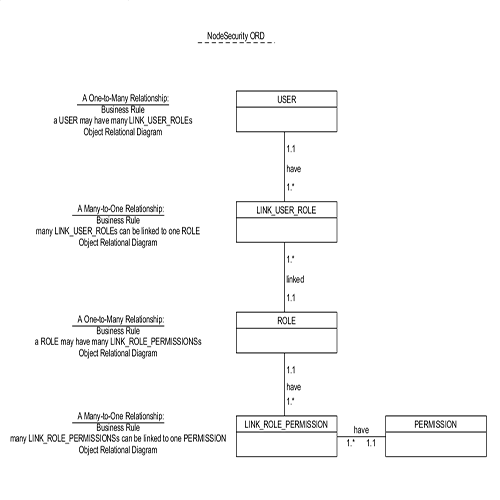 NodeSecurity ORD
A One-to-Many Relationship:
Business Rule
a USER may have many LINK_USER_ROLEs
Object Relational Diagram
USER
1.1
have
1.*
A Many-to-One Relationship:
Business Rule
many LINK_USER_ROLEs can be linked to one ROLE
Object Relational Diagram
LINK_USER_ROLE
1.*
linked
1.1
A One-to-Many Relationship:
Business Rule
a ROLE may have many LINK_ROLE_PERMISSIONSs
Object Relational Diagram
ROLE
1.1
have
1.*
A Many-to-One Relationship:
Business Rule
many LINK_ROLE_PERMISSIONSs can be linked to one PERMISSION
Object Relational Diagram
LINK_ROLE_PERMISSION
have
1.* 1.1
PERMISSION